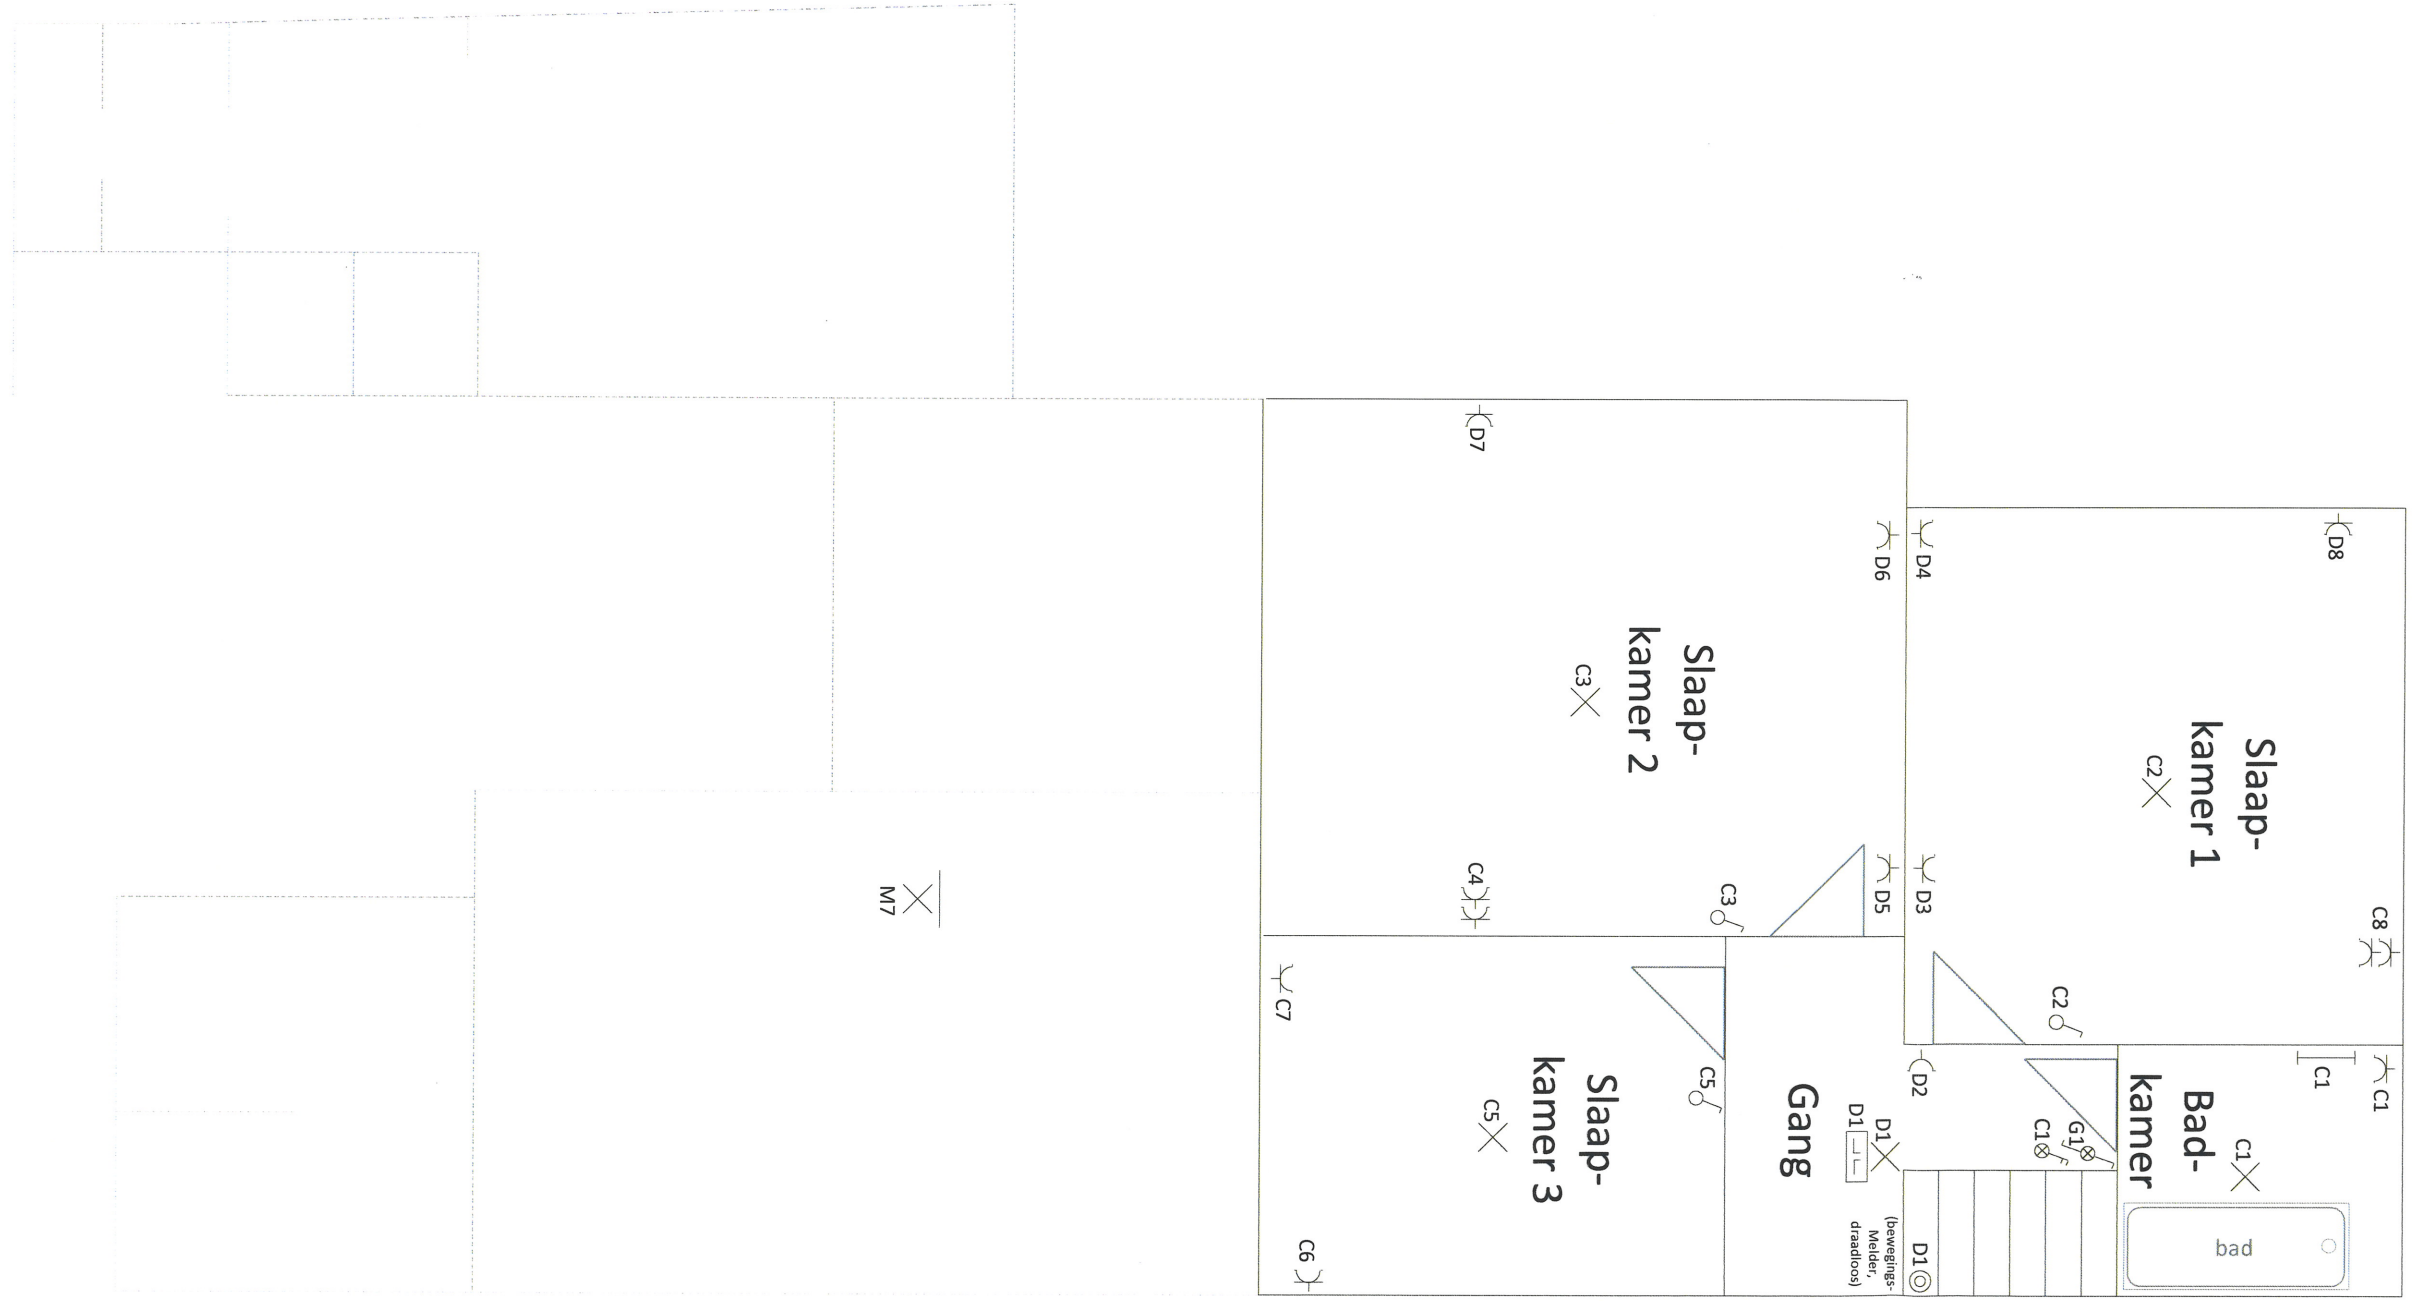 D8
C8
Slaap-
kamer 1
C2
C2
D4
D3
C1
C1
Bad-
kamer
C1
bad
G1
C1
D2
D1
D6
D5
Slaap-
kamer 2
C3
C3
D7
C4
Gang
D1
D1
(bewegings-
Melder,
draadloos)
C5
Slaap-
kamer 3
C5
C7
C6
M7